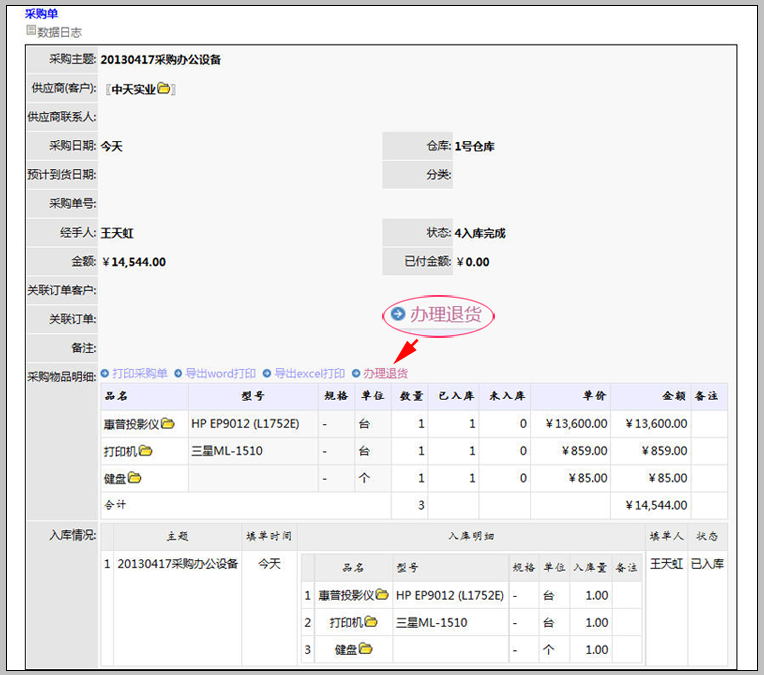 采购单
数据日志
采购主题: 20130417采购办公设备
供应商(客户): 〖中天实业〗
供应商联系人:
采购日期: 今天 仓库: 1号仓库
预计到货日期: 分类:
采购单号:
经手人: 王天虹 状态: 4入库完成
金额: ￥14,544.00 已付金额: ￥0.00
关联订单客户:
关联订单: 办理退货
备注:
采购物品明细: 打印采购单 导出word打印 导出excel打印 办理退货
品名 型号 规格 单位 数量 已入库 未入库 单价 金额 备注
惠普投影仪 HP EP9012 (L1752E) - 台 1 1 0 ￥13,600.00 ￥13,600.00
打印机 三星ML-1510 - 台 1 1 0 ￥859.00 ￥859.00
健盘 - 个 1 1 0 ￥85.00 ￥85.00
合计 3 ￥14,544.00
入库情况: 主题 填单时间 入库明细 填单人 状态
1 20130417采购办公设备 今天 王天虹 已入库
品名 型号 规格 单位 入库量 备注
1 惠普投影仪 HP EP9012 (L1752E) - 台 1.00
2 打印机 三星ML-1510 - 台 1.00
3 健盘 - 个 1.00